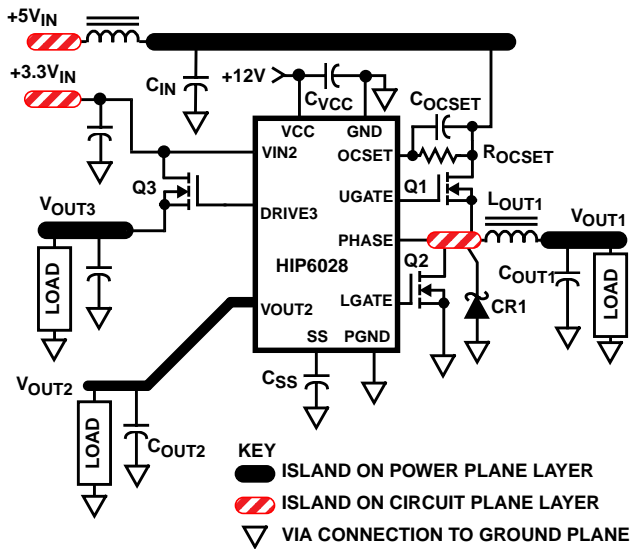 +5VIN
+3.3VIN
CIN
+12V
CVCC
COCSET
VCC
GND
VIN2
OCSET
ROCSET
Q3
UGATE
Q1
LOUT1
VOUT3
DRIVE3
VOUT1
PHASE
HIP6028
Q2
COUT1
LOAD
LOAD
VOUT2
LGATE
CR1
SS
PGND
CSS
VOUT2
LOAD
COUT2
KEY
ISLAND ON POWER PLANE LAYER
ISLAND ON CIRCUIT PLANE LAYER
VIA CONNECTION TO GROUND PLANE